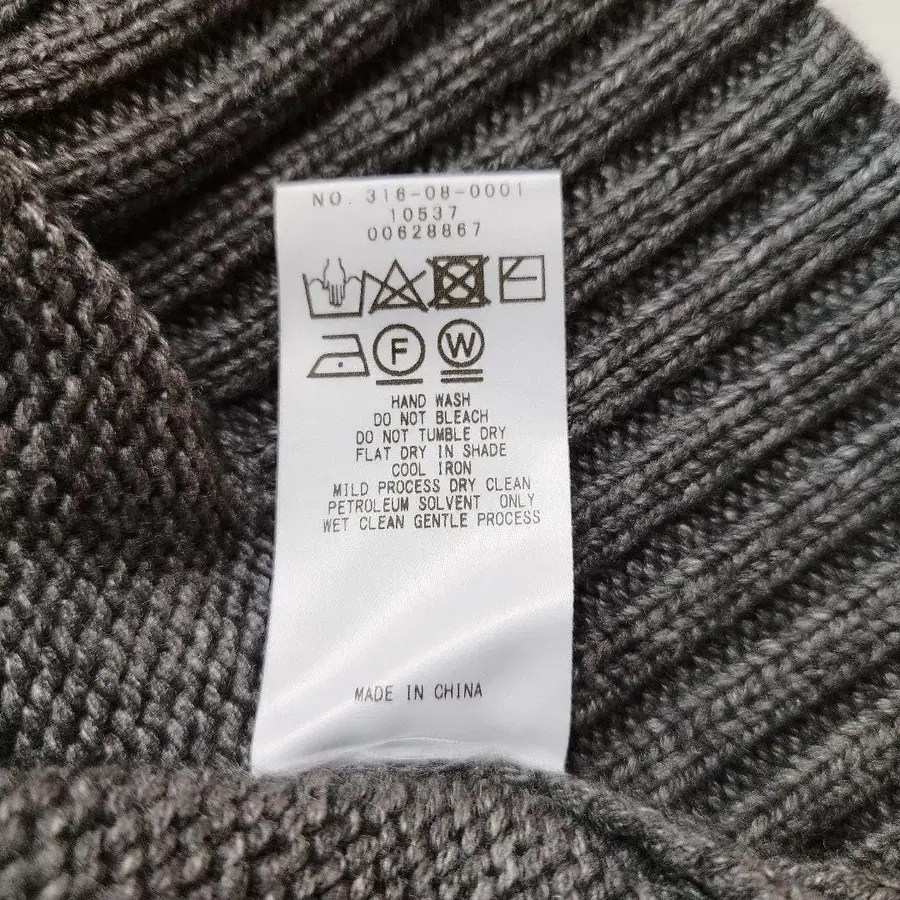 NO. 316-08-0001
10537
00628867
F W
HAND WASH
DO NOT BLEACH
DO NOT TUMBLE DRY
FLAT DRY IN SHADE
COOL IRON
MILD PROCESS DRY CLEAN
PETROLEUM SOLVENT ONLY
WET CLEAN GENTLE PROCESS
MADE IN CHINA